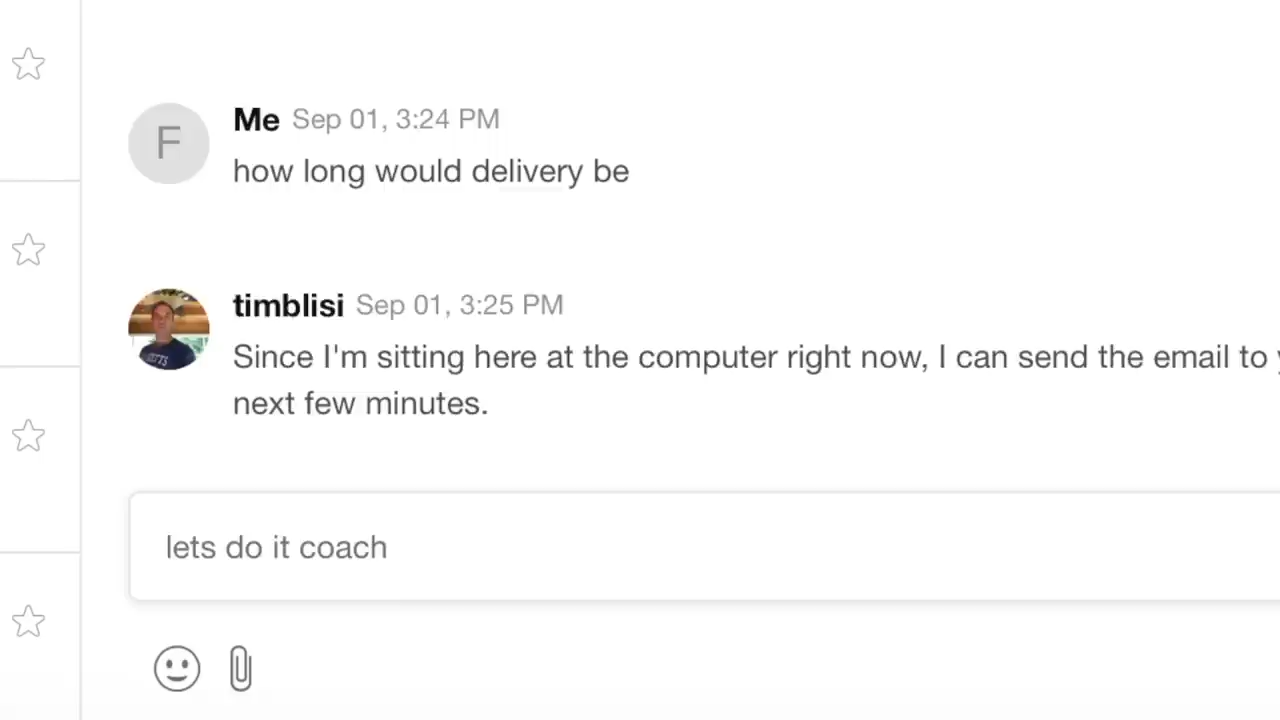 F
Me Sep 01, 3:24 PM
how long would delivery be
timblisi Sep 01, 3:25 PM
Since I'm sitting here at the computer right now, I can send the email to
next few minutes.
lets do it coach